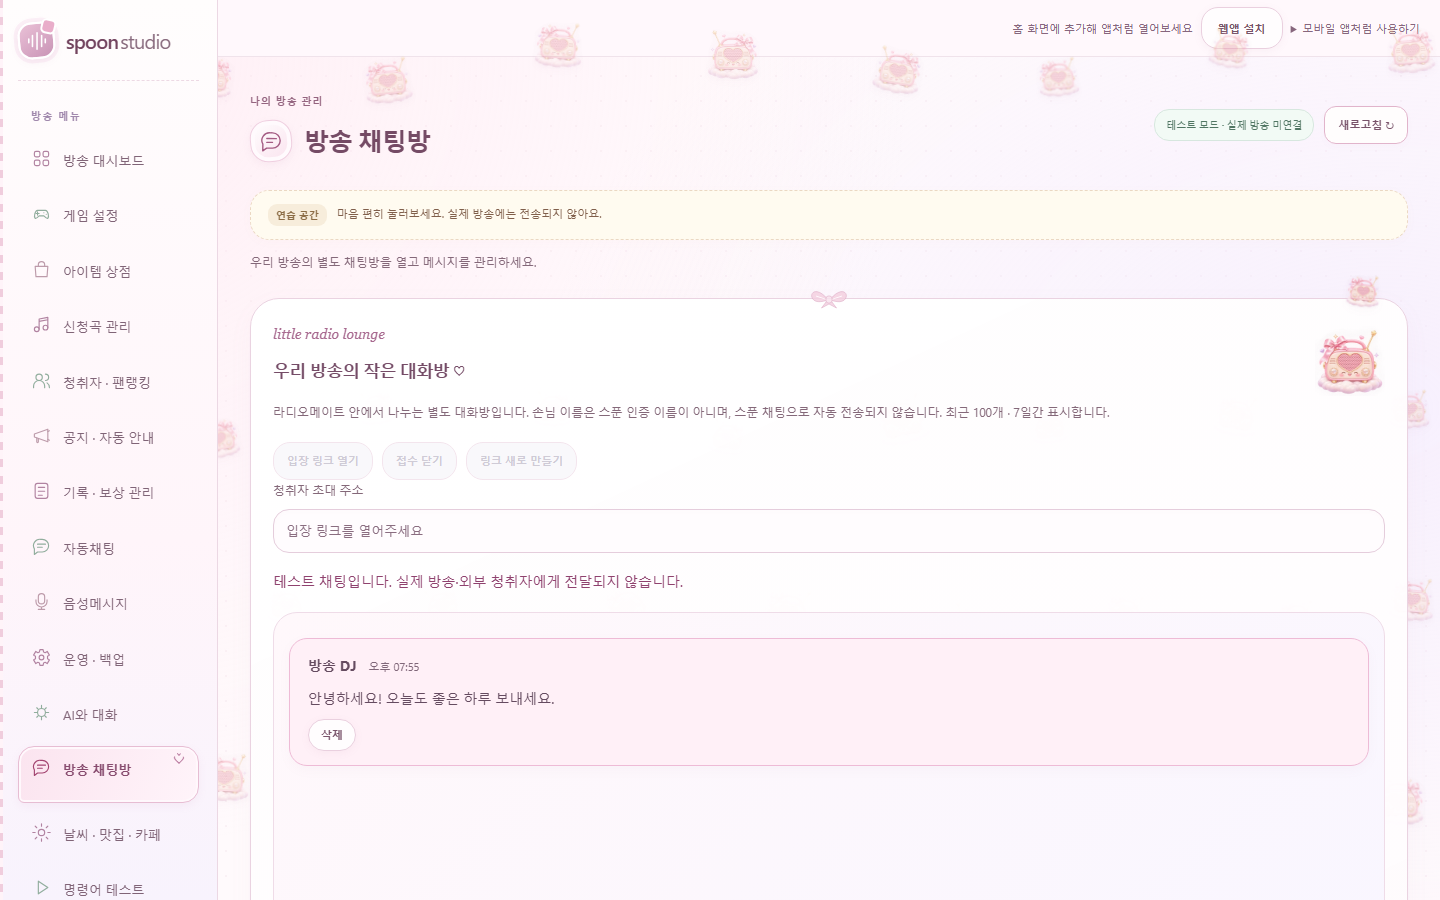 spoon studio
방송 메뉴
방송 대시보드
게임 설정
아이템 상점
신청곡 관리
청취자 · 팬랭킹
공지 · 자동 안내
기록 · 보상 관리
자동채팅
음성메시지
운영 · 백업
AI와 대화
방송 채팅방
날씨 · 맛집 · 카페
명령어 테스트
홈 화면에 추가해 앱처럼 열어보세요 웹앱 설치 ▶ 모바일 앱처럼 사용하기
나의 방송 관리
방송 채팅방
테스트 모드 · 실제 방송 미연결 새로고침 ↻
연습 공간 마음 편히 눌러보세요. 실제 방송에는 전송되지 않아요.
우리 방송의 별도 채팅방을 열고 메시지를 관리하세요.
little radio lounge
우리 방송의 작은 대화방 ♡
라디오메이트 안에서 나누는 별도 대화방입니다. 손님 이름은 스푼 인증 이름이 아니며, 스푼 채팅으로 자동 전송되지 않습니다. 최근 100개 · 7일간 표시합니다.
입장 링크 열기 접수 닫기 링크 새로 만들기
청취자 초대 주소
입장 링크를 열어주세요
테스트 채팅입니다. 실제 방송·외부 청취자에게 전달되지 않습니다.
방송 DJ 오후 07:55
안녕하세요! 오늘도 좋은 하루 보내세요.
삭제